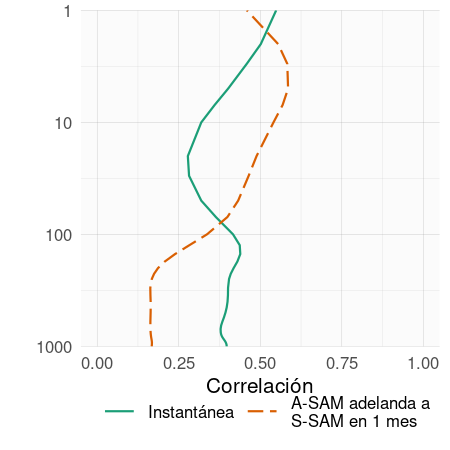 1
10
100
1000
0.00 0.25 0.50 0.75 1.00
Correlación
Instantánea
A-SAM adelanda a
S-SAM en 1 mes